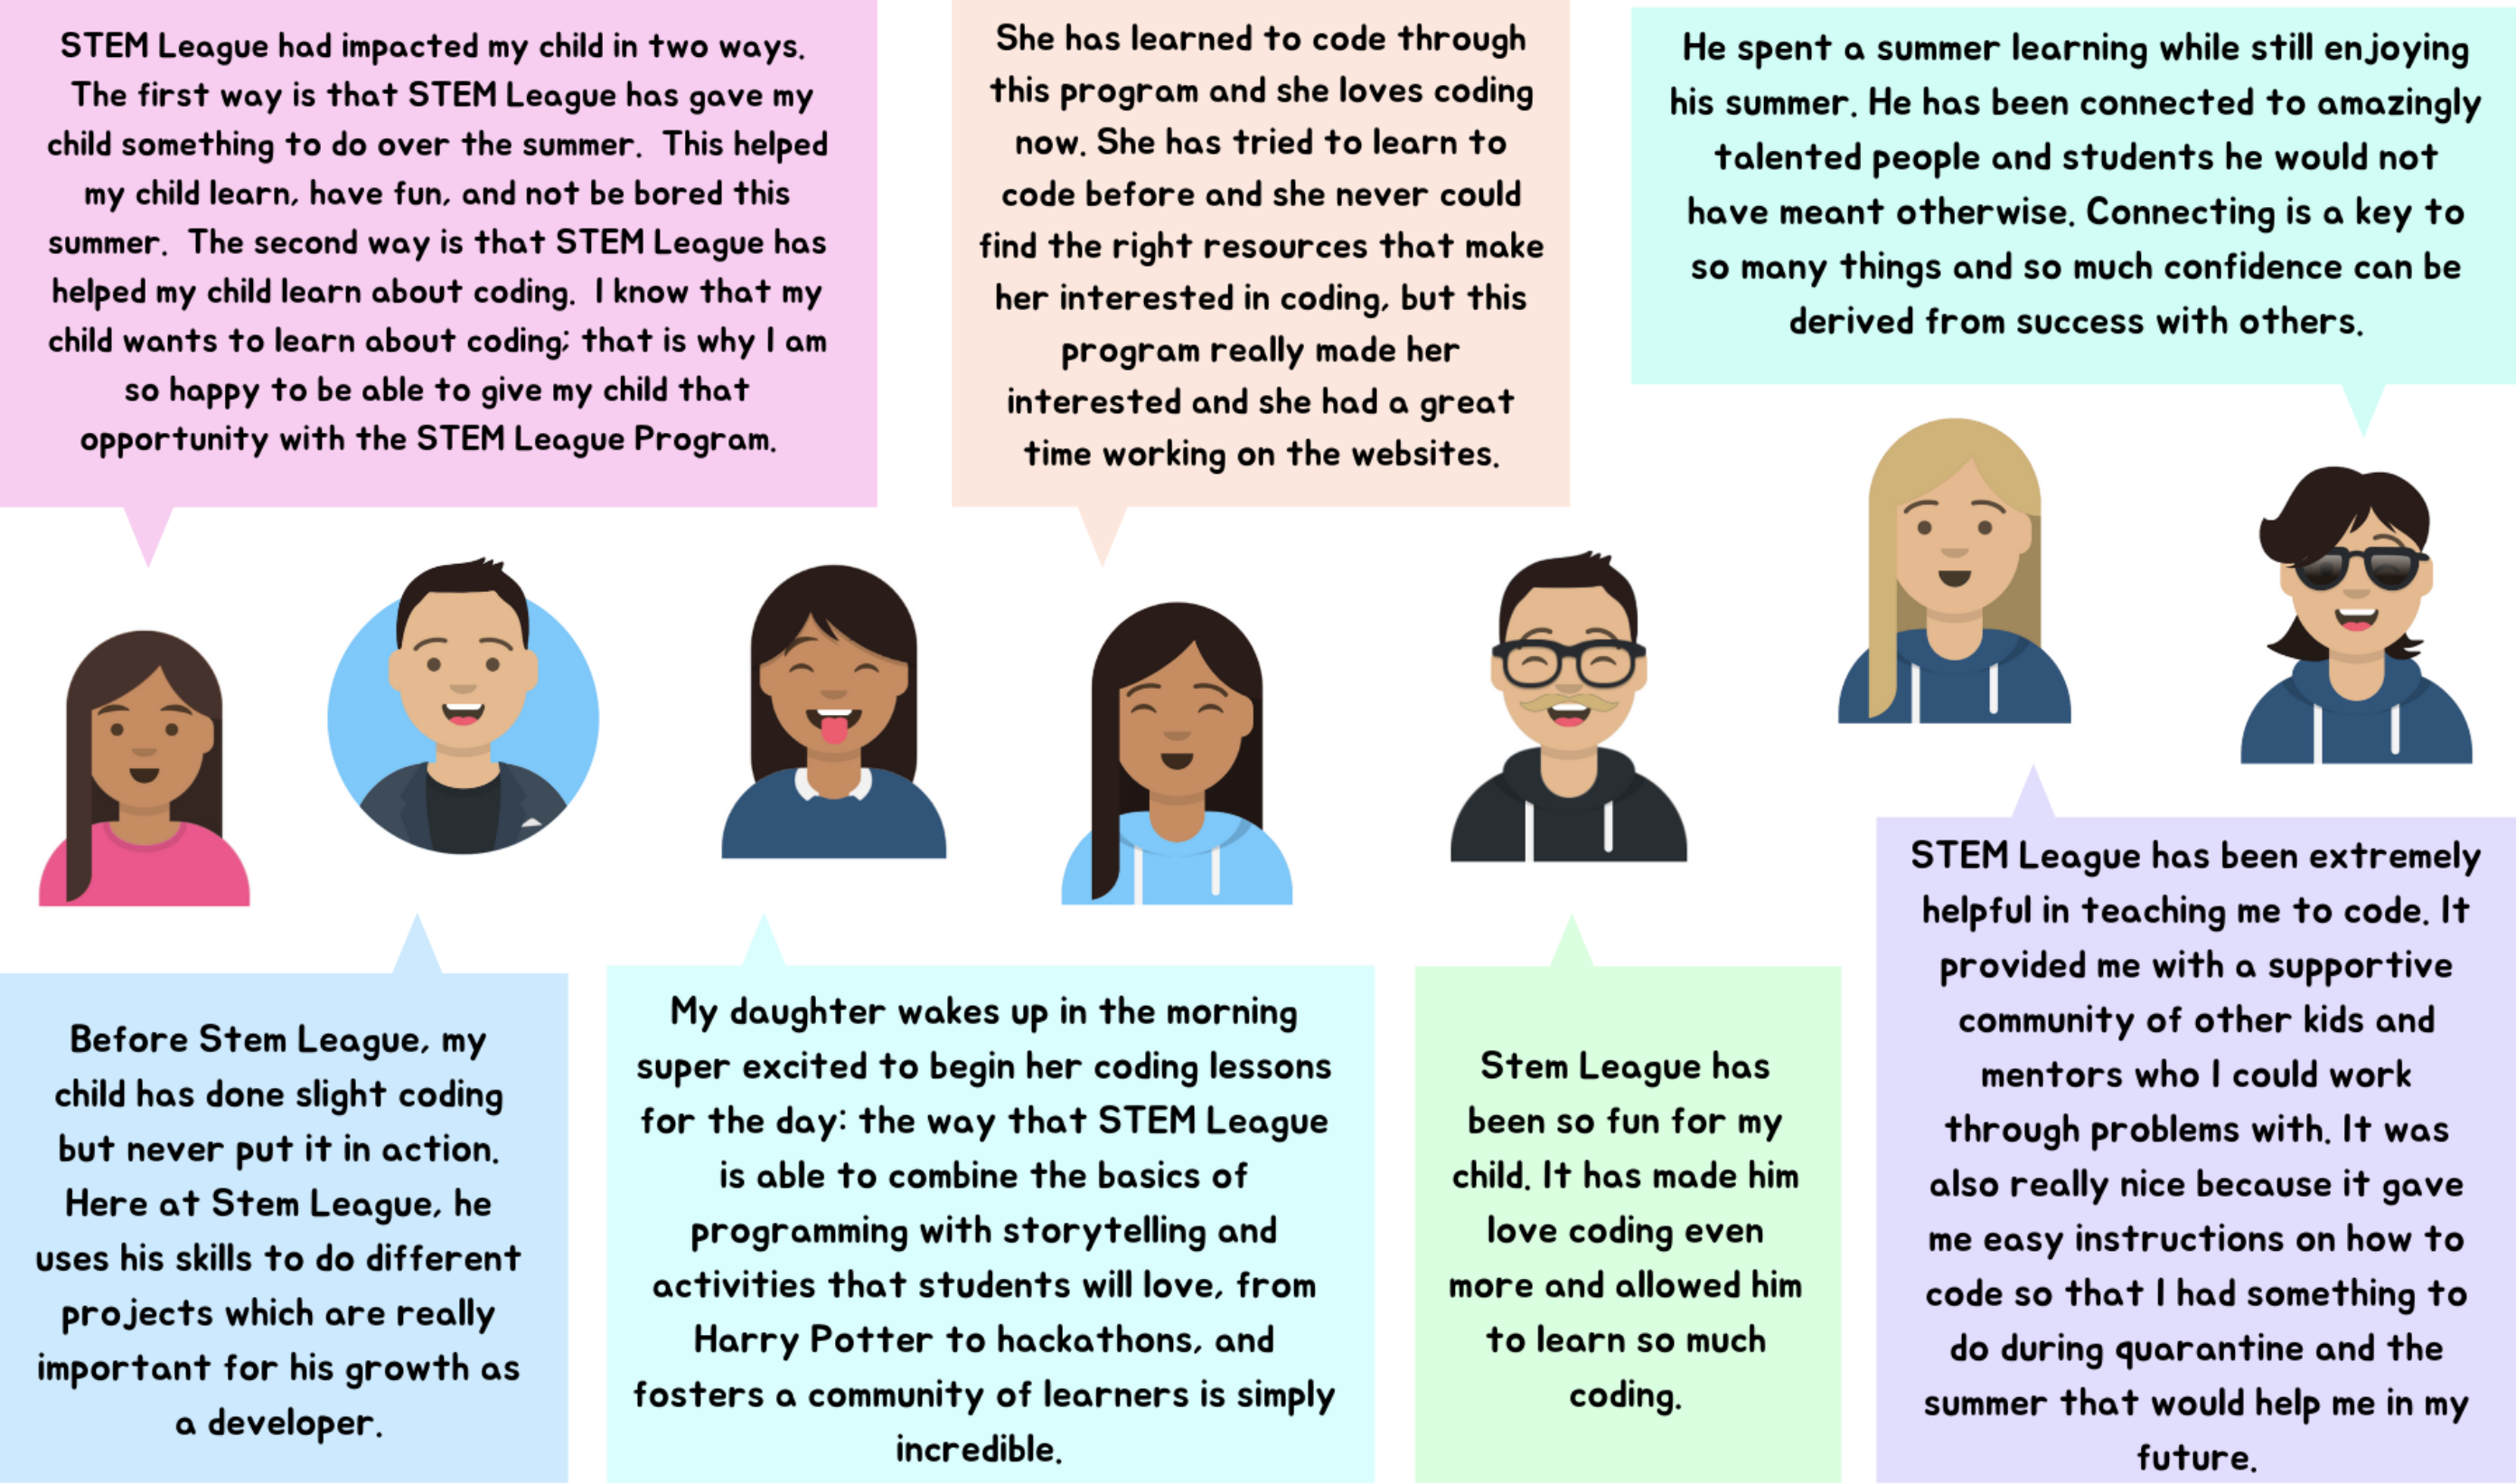 STEM League had impacted my child in two ways.
The first way is that STEM League has gave my
child something to do over the summer.  This helped
my child learn, have fun, and not be bored this
summer.  The second way is that STEM League has
helped my child learn about coding.  I know that my
child wants to learn about coding; that is why I am
so happy to be able to give my child that
opportunity with the STEM League Program.
She has learned to code through
this program and she loves coding
now. She has tried to learn to
code before and she never could
find the right resources that make
her interested in coding, but this
program really made her
interested and she had a great
time working on the websites.
He spent a summer learning while still enjoying
his summer. He has been connected to amazingly
talented people and students he would not
have meant otherwise. Connecting is a key to
so many things and so much confidence can be
derived from success with others.
Before Stem League, my
child has done slight coding
but never put it in action.
Here at Stem League, he
uses his skills to do different
projects which are really
important for his growth as
a developer.
My daughter wakes up in the morning
super excited to begin her coding lessons
for the day: the way that STEM League
is able to combine the basics of
programming with storytelling and
activities that students will love, from
Harry Potter to hackathons, and
fosters a community of learners is simply
incredible.
Stem League has
been so fun for my
child. It has made him
love coding even
more and allowed him
to learn so much
coding.
STEM League has been extremely
helpful in teaching me to code. It
provided me with a supportive
community of other kids and
mentors who I could work
through problems with. It was
also really nice because it gave
me easy instructions on how to
code so that I had something to
do during quarantine and the
summer that would help me in my
future.